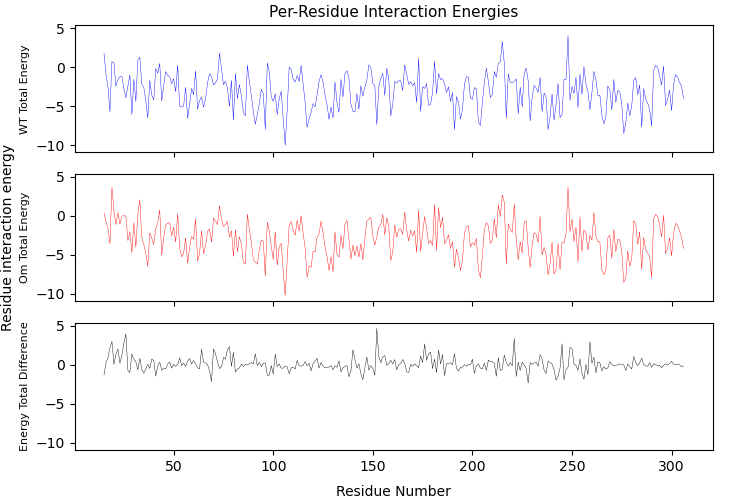 Per-Residue Interaction Energies
Residue interaction energy
WT Total Energy
5
0
−5
−10
Om Total Energy
5
0
−5
−10
Energy Total Difference
5
0
−5
−10
50 100 150 200 250 300
Residue Number